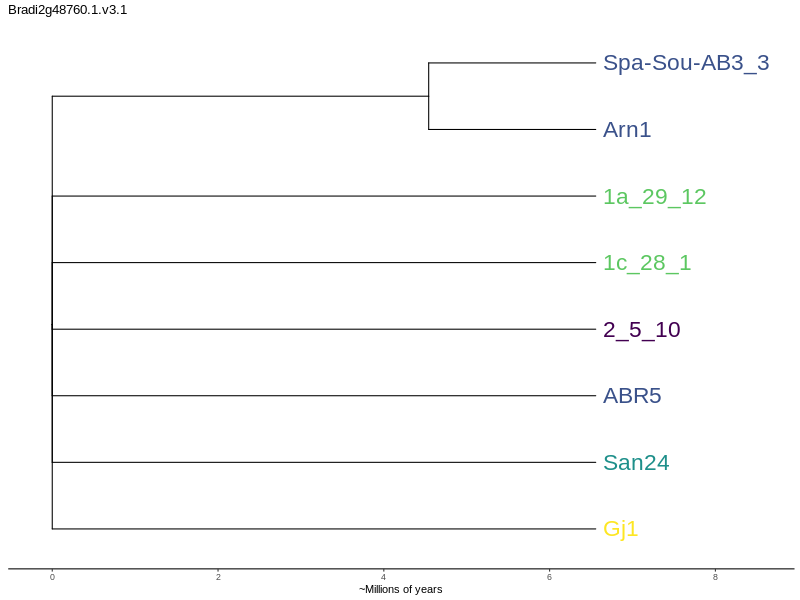 Bradi2g48760.1.v3.1
Spa-Sou-AB3_3
Arn1
1a_29_12
1c_28_1
2_5_10
ABR5
San24
Gj1
0 2 4 6 8
~Millions of years